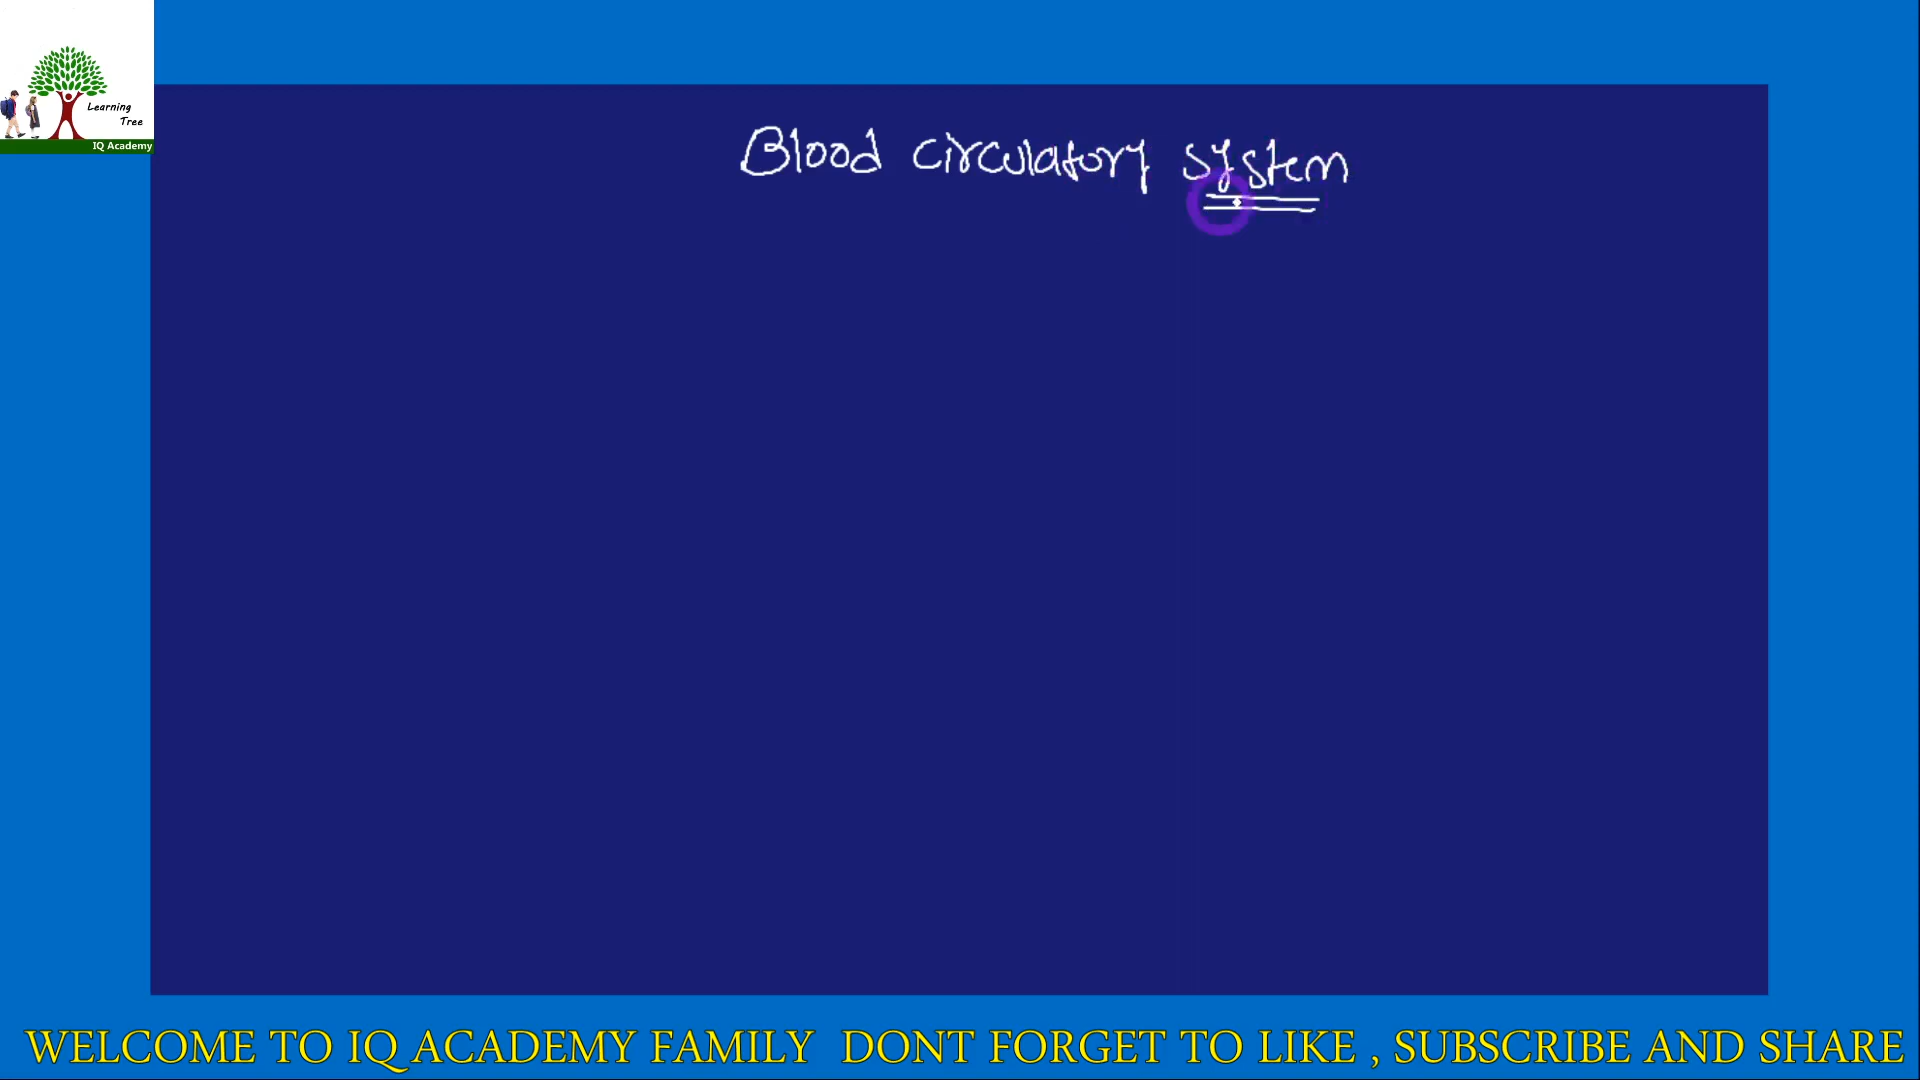 Learning
Tree
IQ Academy
Blood circulatory system
WELCOME TO IQ ACADEMY FAMILY DONT FORGET TO LIKE , SUBSCRIBE AND SHARE